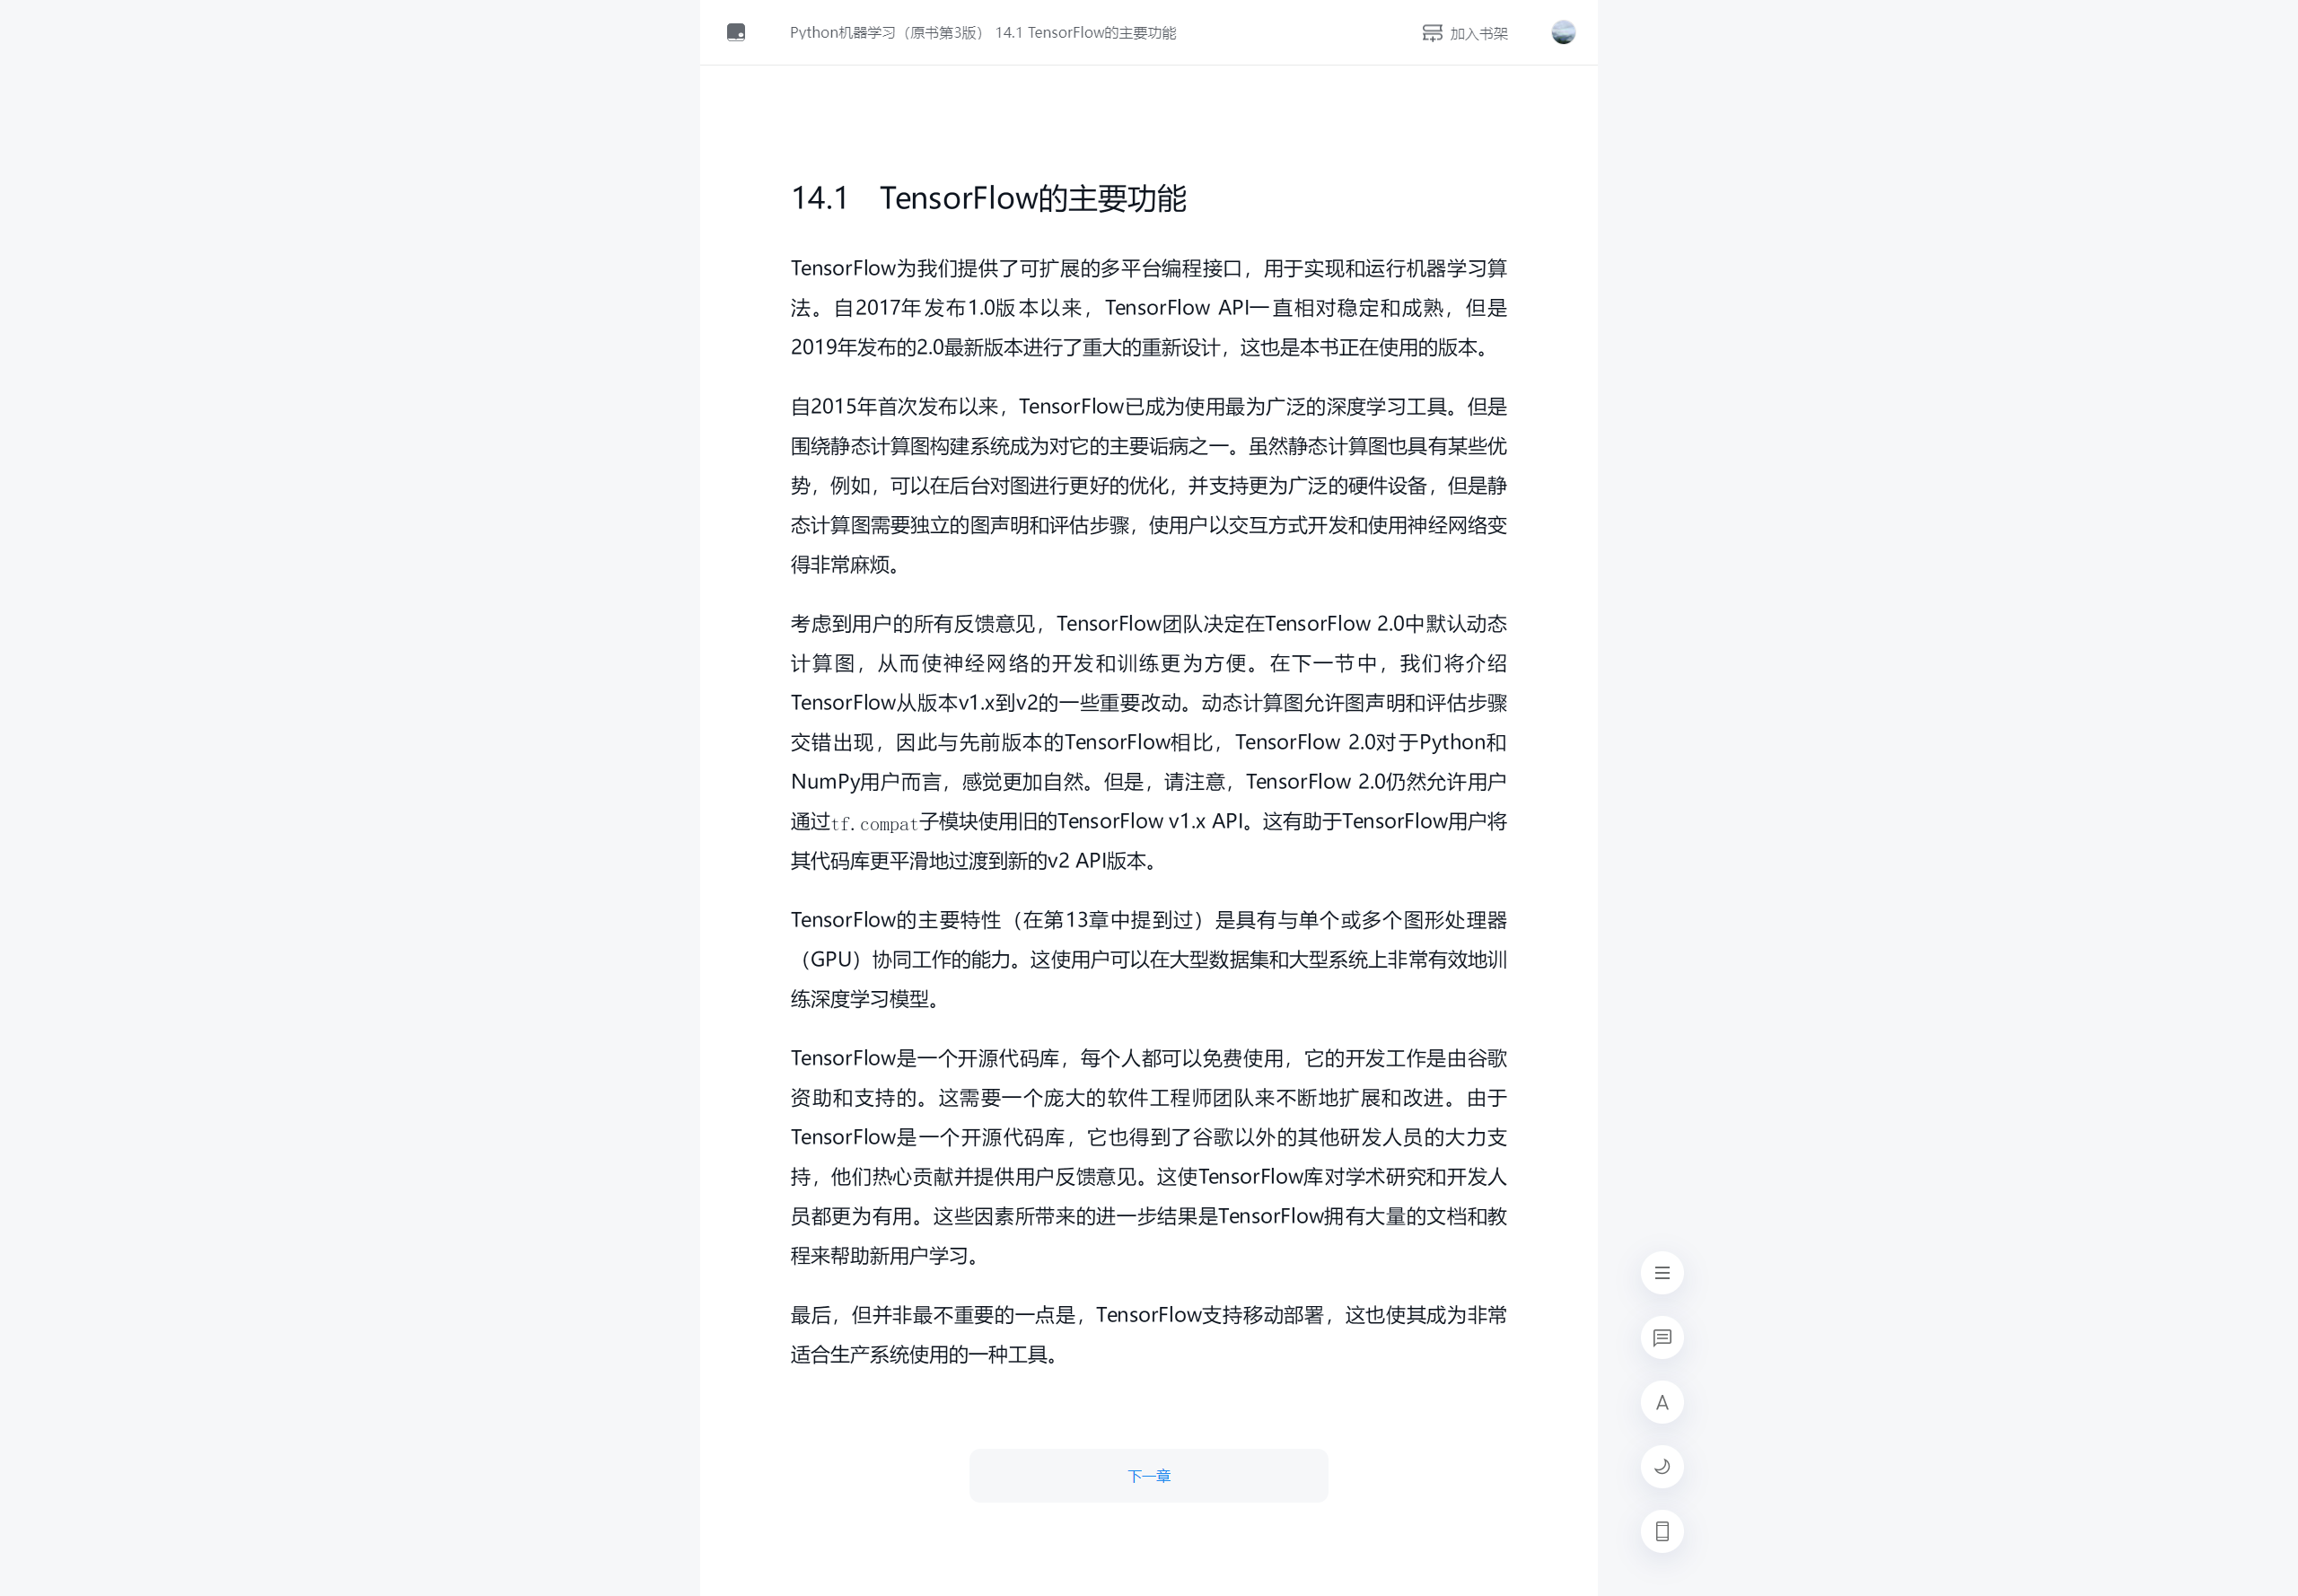 Python机器学习（原书第3版） 14.1 TensorFlow的主要功能
加入书架
14.1 TensorFlow的主要功能
TensorFlow为我们提供了可扩展的多平台编程接口，用于实现和运行机器学习算
法。自2017年发布1.0版本以来，TensorFlow API一直相对稳定和成熟，但是
2019年发布的2.0最新版本进行了重大的重新设计，这也是本书正在使用的版本。
自2015年首次发布以来，TensorFlow已成为使用最为广泛的深度学习工具。但是
围绕静态计算图构建系统成为对它的主要诟病之一。虽然静态计算图也具有某些优
势，例如，可以在后台对图进行更好的优化，并支持更为广泛的硬件设备，但是静
态计算图需要独立的图声明和评估步骤，使用户以交互方式开发和使用神经网络变
得非常麻烦。
考虑到用户的所有反馈意见，TensorFlow团队决定在TensorFlow 2.0中默认动态
计算图，从而使神经网络的开发和训练更为方便。在下一节中，我们将介绍
TensorFlow从版本v1.x到v2的一些重要改动。动态计算图允许图声明和评估步骤
交错出现，因此与先前版本的TensorFlow相比，TensorFlow 2.0对于Python和
NumPy用户而言，感觉更加自然。但是，请注意，TensorFlow 2.0仍然允许用户
通过tf.compat子模块使用旧的TensorFlow v1.x API。这有助于TensorFlow用户将
其代码库更平滑地过渡到新的v2 API版本。
TensorFlow的主要特性（在第13章中提到过）是具有与单个或多个图形处理器
（GPU）协同工作的能力。这使用户可以在大型数据集和大型系统上非常有效地训
练深度学习模型。
TensorFlow是一个开源代码库，每个人都可以免费使用，它的开发工作是由谷歌
资助和支持的。这需要一个庞大的软件工程师团队来不断地扩展和改进。由于
TensorFlow是一个开源代码库，它也得到了谷歌以外的其他研发人员的大力支
持，他们热心贡献并提供用户反馈意见。这使TensorFlow库对学术研究和开发人
员都更为有用。这些因素所带来的进一步结果是TensorFlow拥有大量的文档和教
程来帮助新用户学习。
最后，但并非最不重要的一点是，TensorFlow支持移动部署，这也使其成为非常
适合生产系统使用的一种工具。
下一章